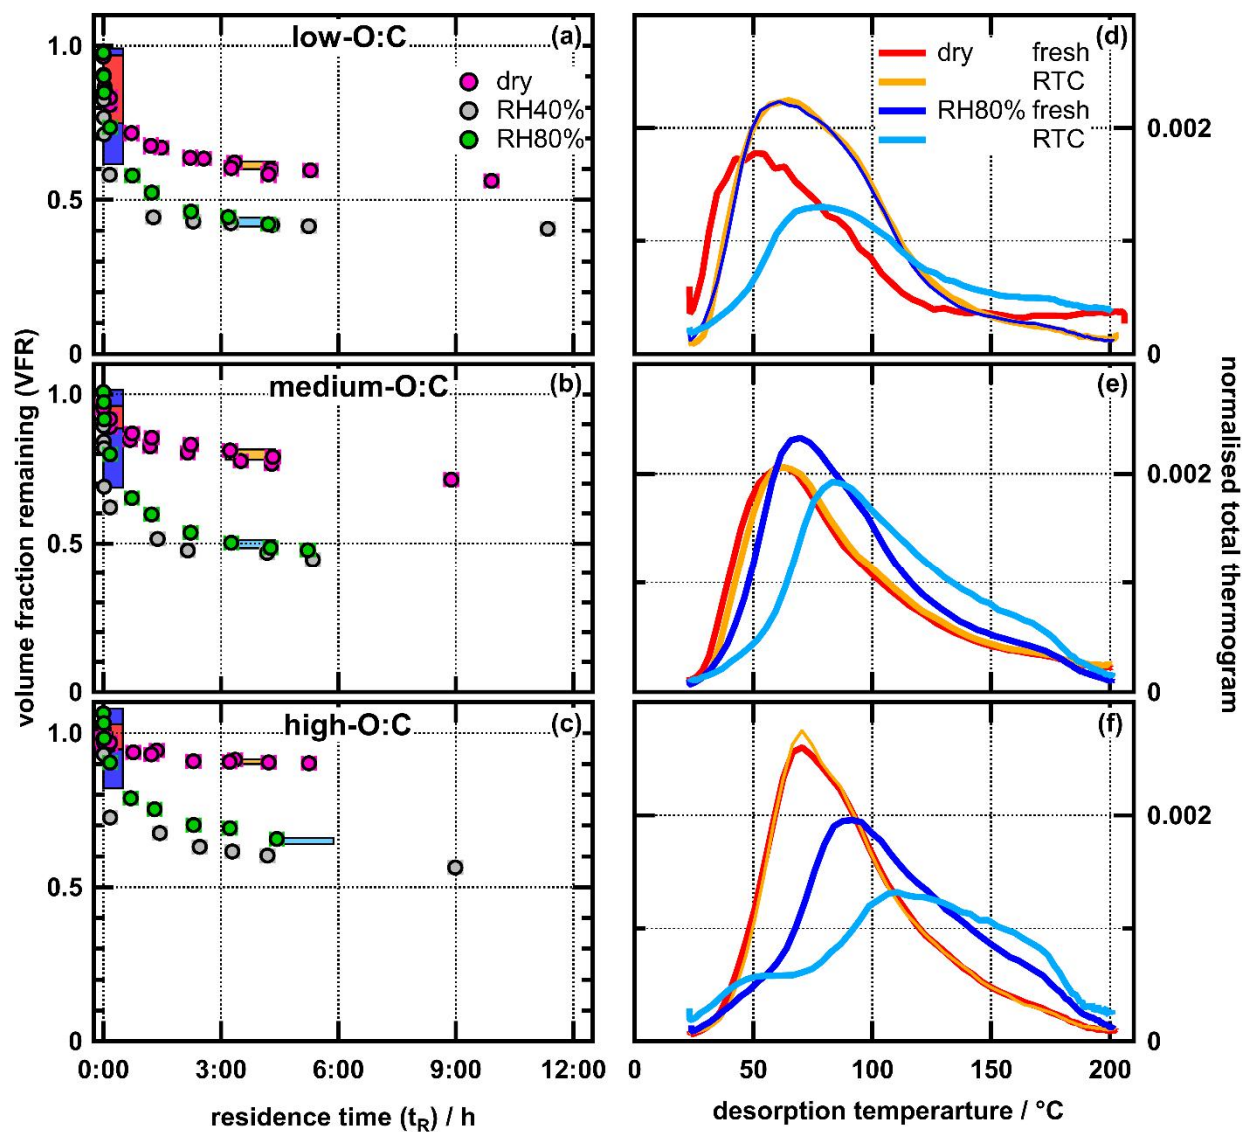 low-O:C
(a)
dry
RH40%
RH80%
1.0
0.5
0
medium-O:C
(b)
1.0
0.5
0
high-O:C
(c)
1.0
0.5
0
0:00
3:00
6:00
9:00
12:00
volume fraction remaining (VFR)
residence time (tR) / h
(d)
dry fresh
RTC
RH80% fresh
RTC
0.002
0
(e)
0.002
0
(f)
0.002
0
0
50
100
150
200
normalised total thermogram
desorption temperarture / °C